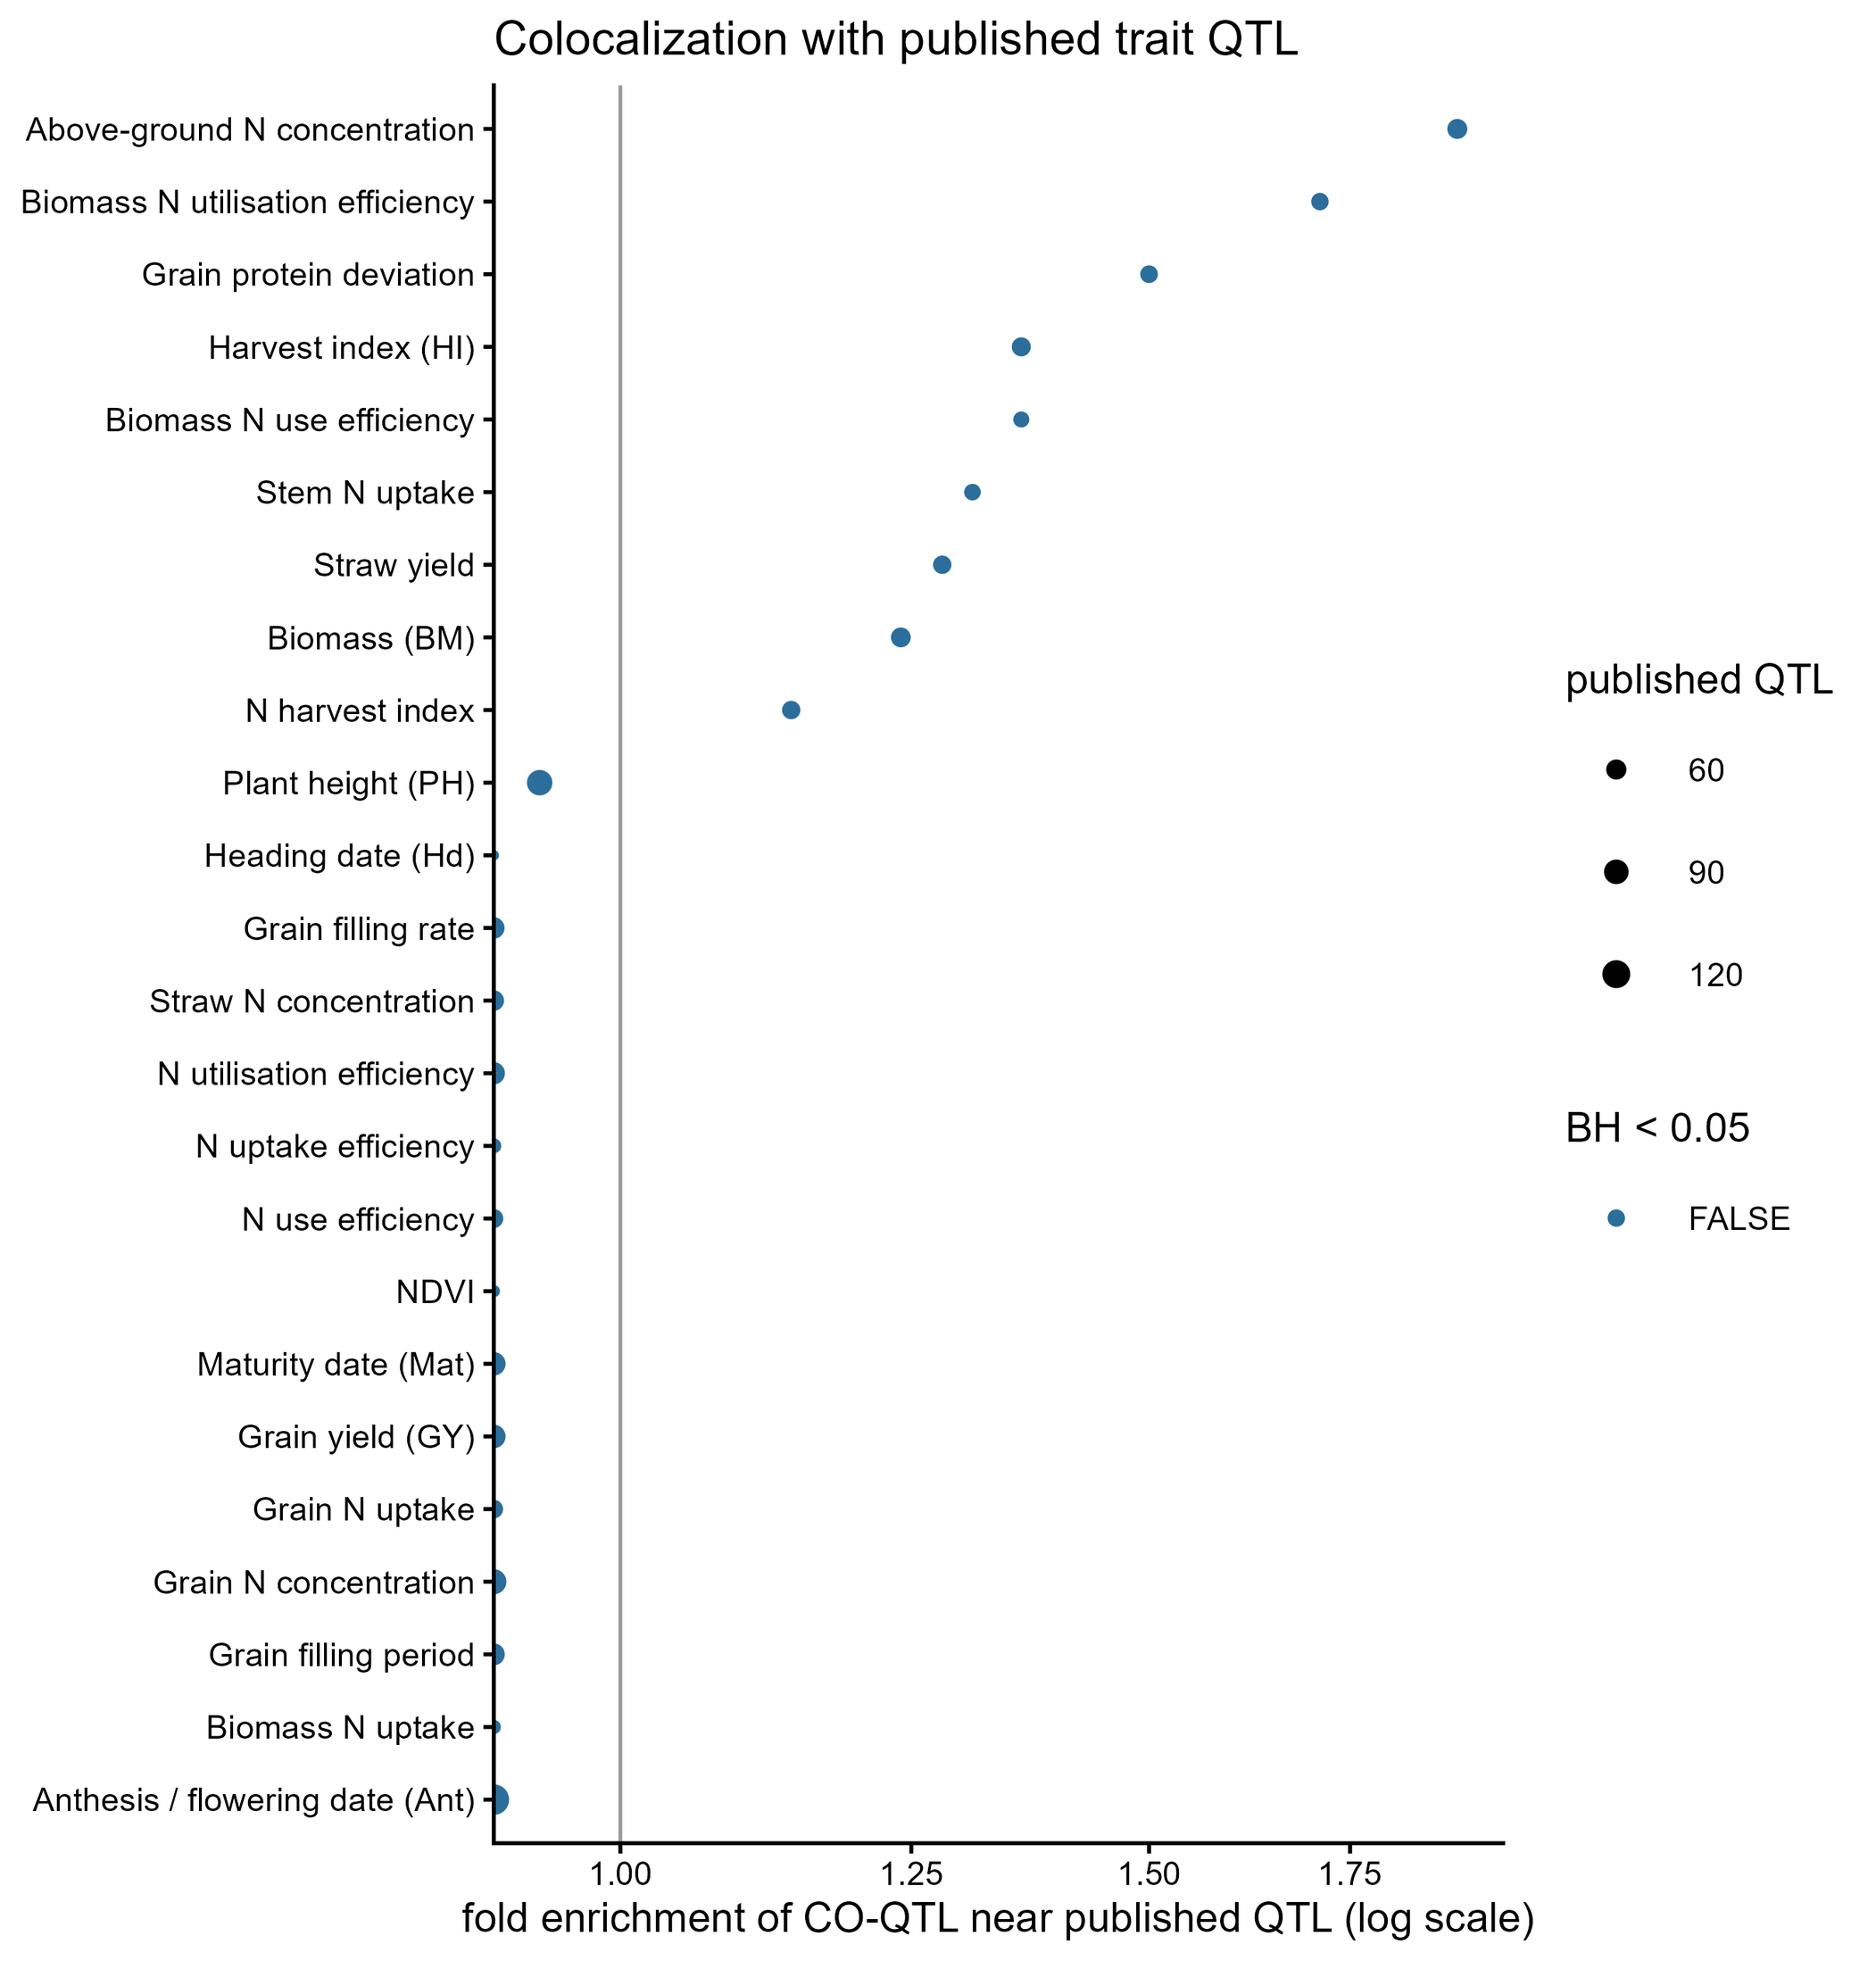 Colocalization with published trait QTL
Above-ground N concentration
Biomass N utilisation efficiency
Grain protein deviation
Harvest index (HI)
Biomass N use efficiency
Stem N uptake
Straw yield
Biomass (BM)
N harvest index
Plant height (PH)
Heading date (Hd)
Grain filling rate
Straw N concentration
N utilisation efficiency
N uptake efficiency
N use efficiency
NDVI
Maturity date (Mat)
Grain yield (GY)
Grain N uptake
Grain N concentration
Grain filling period
Biomass N uptake
Anthesis / flowering date (Ant)
1.00 1.25 1.50 1.75
fold enrichment of CO-QTL near published QTL (log scale)
published QTL
60
90
120
BH < 0.05
FALSE